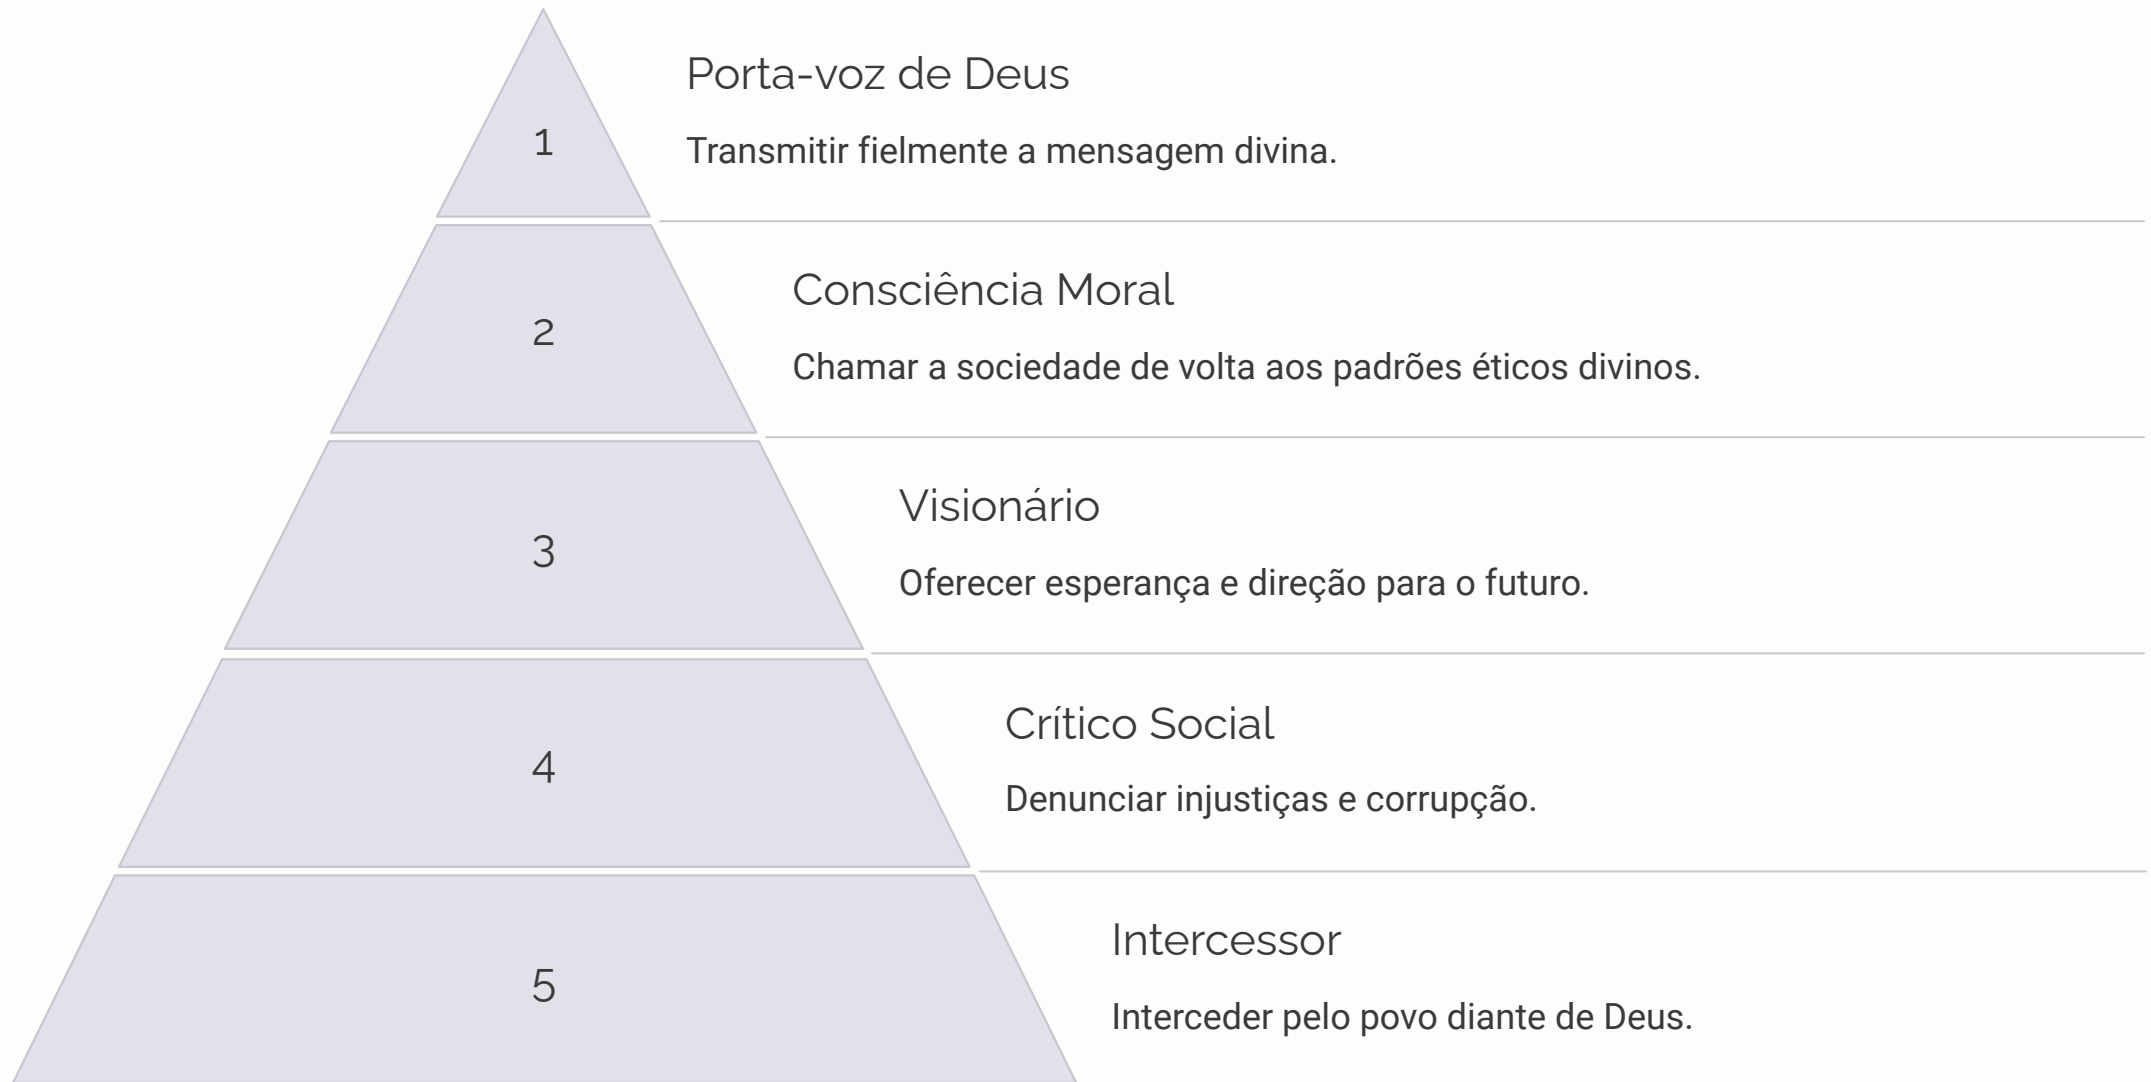 1
Porta-voz de Deus
Transmitir fielmente a mensagem divina.
2
Consciência Moral
Chamar a sociedade de volta aos padrões éticos divinos.
3
Visionário
Oferecer esperança e direção para o futuro.
4
Crítico Social
Denunciar injustiças e corrupção.
5
Intercessor
Interceder pelo povo diante de Deus.